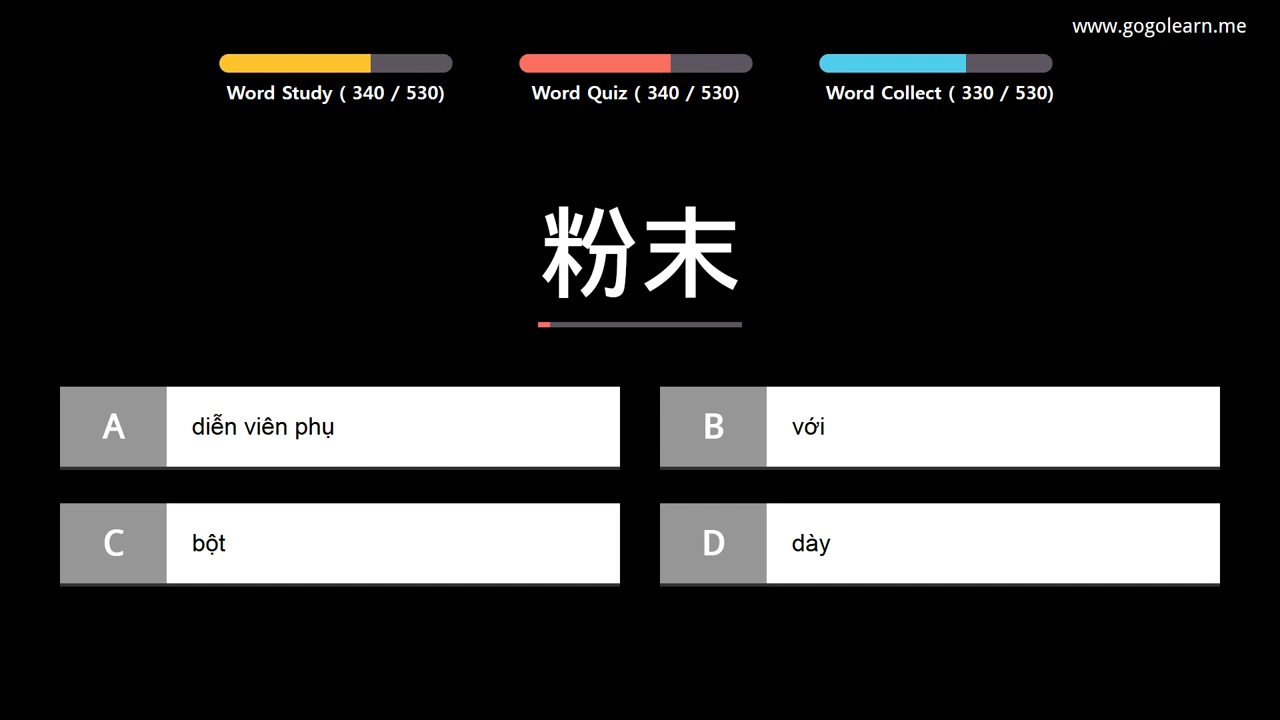 www.gogolearn.me
Word Study ( 340 / 530)
Word Quiz ( 340 / 530)
Word Collect ( 330 / 530)
粉末
A diễn viên phụ
B với
C bột
D dày